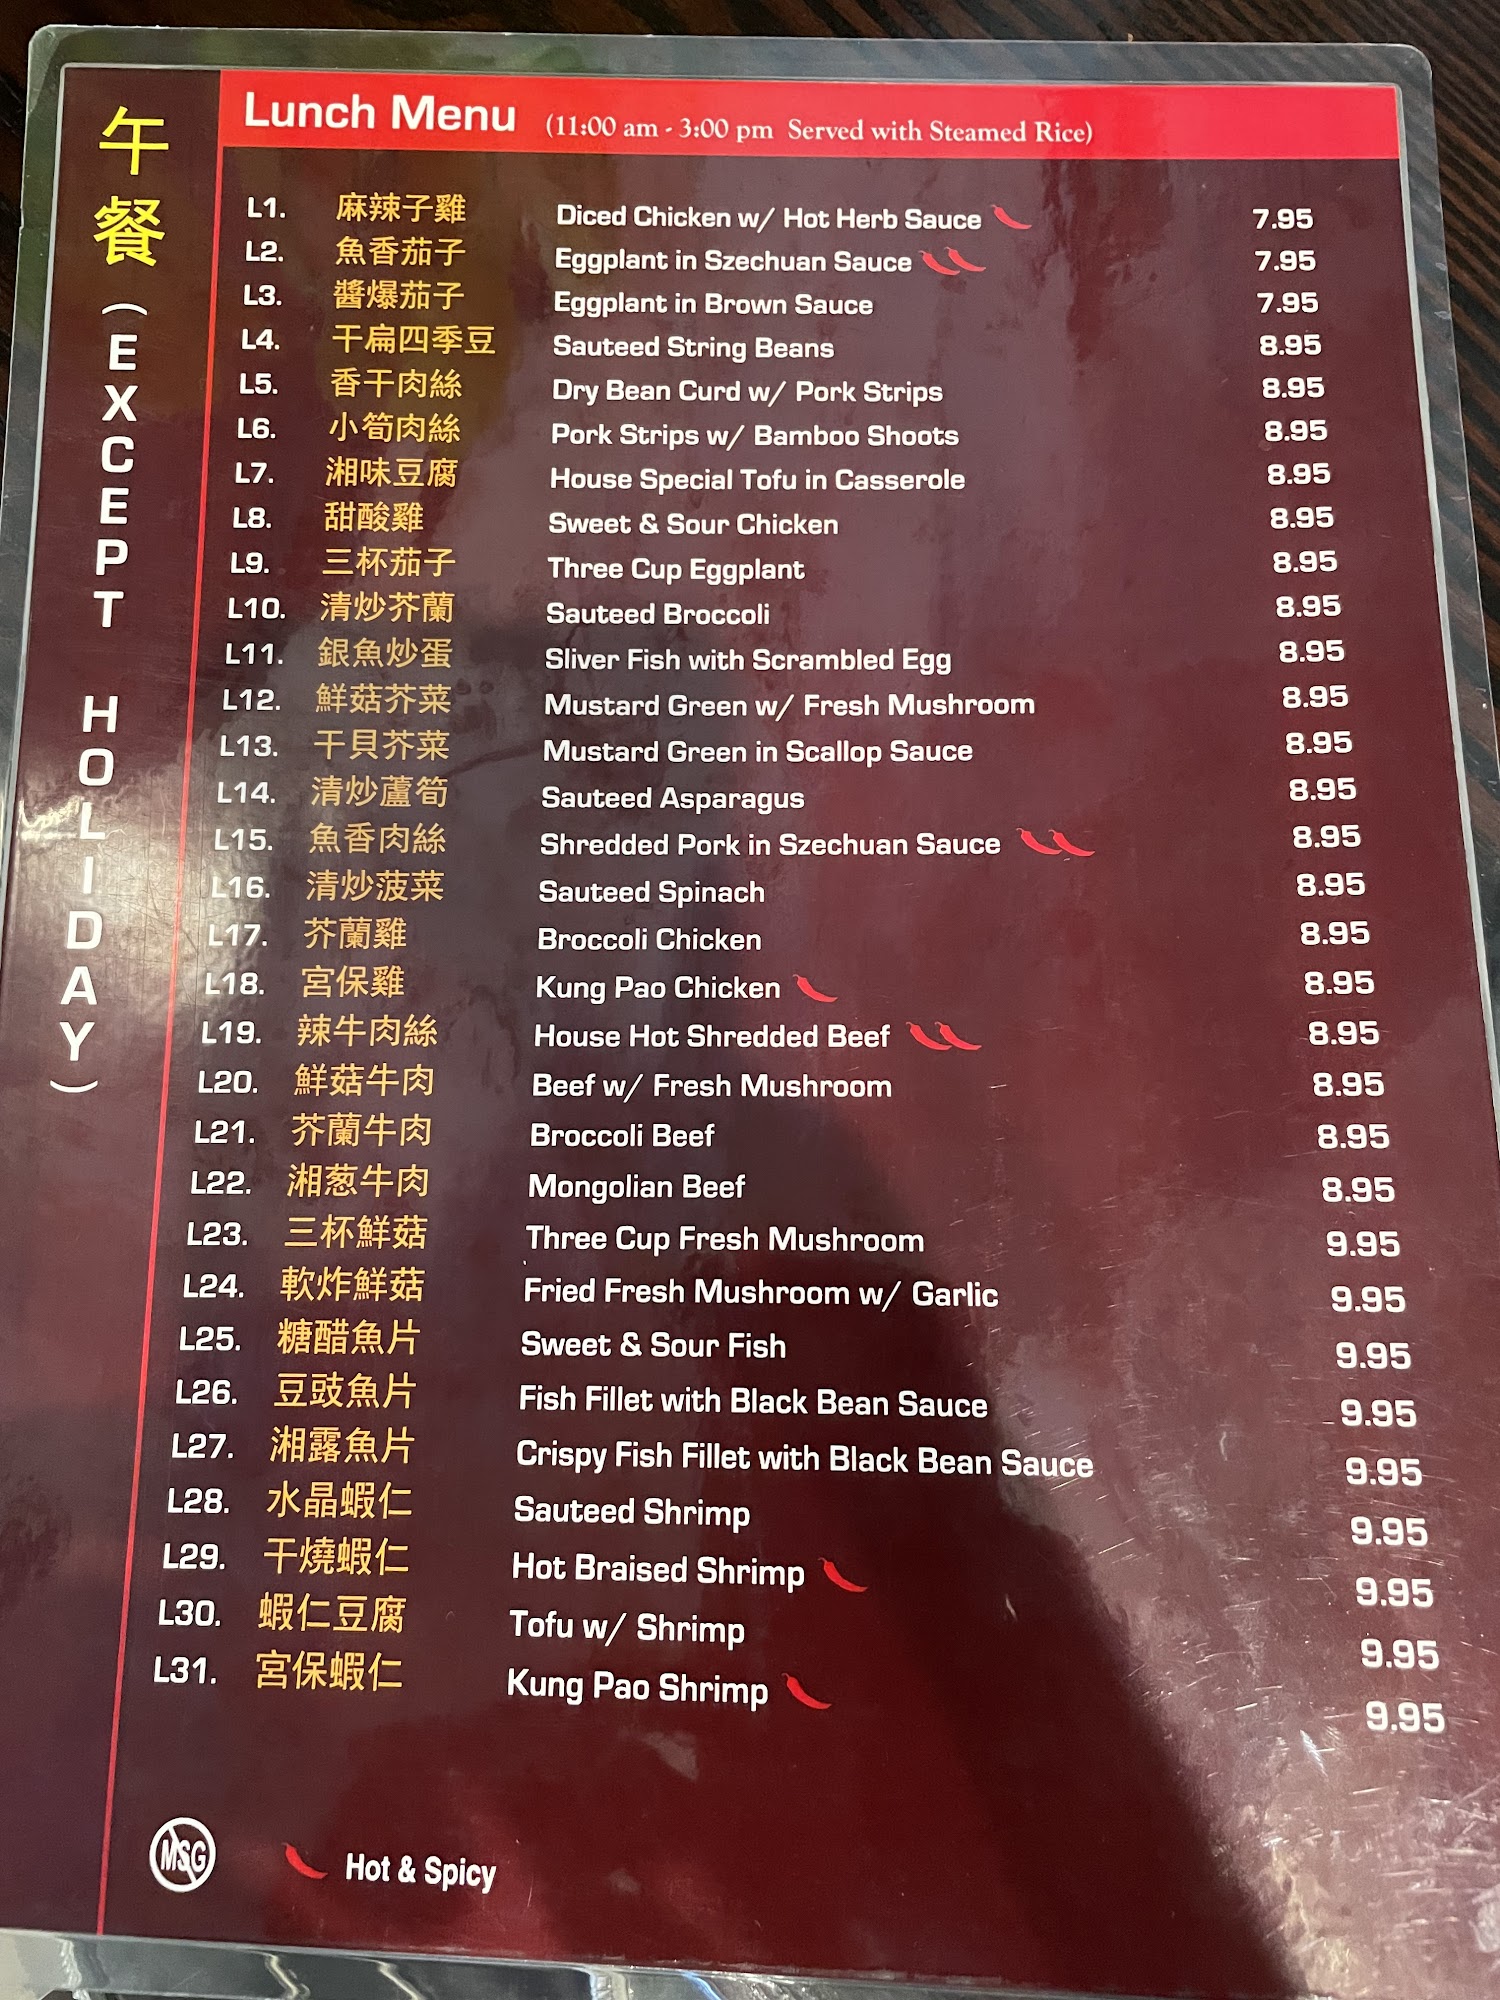 午餐 (EXCEPT HOLIDAY)
Lunch Menu (11:00 am - 3:00 pm Served with Steamed Rice)
L1. 麻辣子雞 Diced Chicken w/ Hot Herb Sauce 7.95
L2. 魚香茄子 Eggplant in Szechuan Sauce 7.95
L3. 醬爆茄子 Eggplant in Brown Sauce 7.95
L4. 干扁四季豆 Sauteed String Beans 8.95
L5. 香干肉絲 Dry Bean Curd w/ Pork Strips 8.95
L6. 小筍肉絲 Pork Strips w/ Bamboo Shoots 8.95
L7. 湘味豆腐 House Special Tofu in Casserole 8.95
L8. 甜酸雞 Sweet & Sour Chicken 8.95
L9. 三杯茄子 Three Cup Eggplant 8.95
L10. 清炒芥蘭 Sauteed Broccoli 8.95
L11. 銀魚炒蛋 Sliver Fish with Scrambled Egg 8.95
L12. 鮮菇芥菜 Mustard Green w/ Fresh Mushroom 8.95
L13. 干貝芥菜 Mustard Green in Scallop Sauce 8.95
L14. 清炒蘆筍 Sauteed Asparagus 8.95
L15. 魚香肉絲 Shredded Pork in Szechuan Sauce 8.95
L16. 清炒菠菜 Sauteed Spinach 8.95
L17. 芥蘭雞 Broccoli Chicken 8.95
L18. 宮保雞 Kung Pao Chicken 8.95
L19. 辣牛肉絲 House Hot Shredded Beef 8.95
L20. 鮮菇牛肉 Beef w/ Fresh Mushroom 8.95
L21. 芥蘭牛肉 Broccoli Beef 8.95
L22. 湘葱牛肉 Mongolian Beef 8.95
L23. 三杯鮮菇 Three Cup Fresh Mushroom 9.95
L24. 軟炸鮮菇 Fried Fresh Mushroom w/ Garlic 9.95
L25. 糖醋魚片 Sweet & Sour Fish 9.95
L26. 豆豉魚片 Fish Fillet with Black Bean Sauce 9.95
L27. 湘露魚片 Crispy Fish Fillet with Black Bean Sauce 9.95
L28. 水晶蝦仁 Sauteed Shrimp 9.95
L29. 干燒蝦仁 Hot Braised Shrimp 9.95
L30. 蝦仁豆腐 Tofu w/ Shrimp 9.95
L31. 宮保蝦仁 Kung Pao Shrimp 9.95
MSG Hot & Spicy